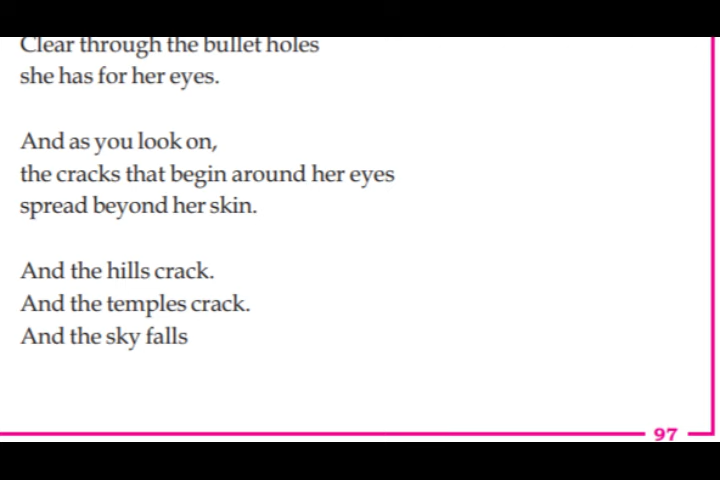 Clear through the bullet holes
she has for her eyes.
And as you look on,
the cracks that begin around her eyes
spread beyond her skin.
And the hills crack.
And the temples crack.
And the sky falls
97